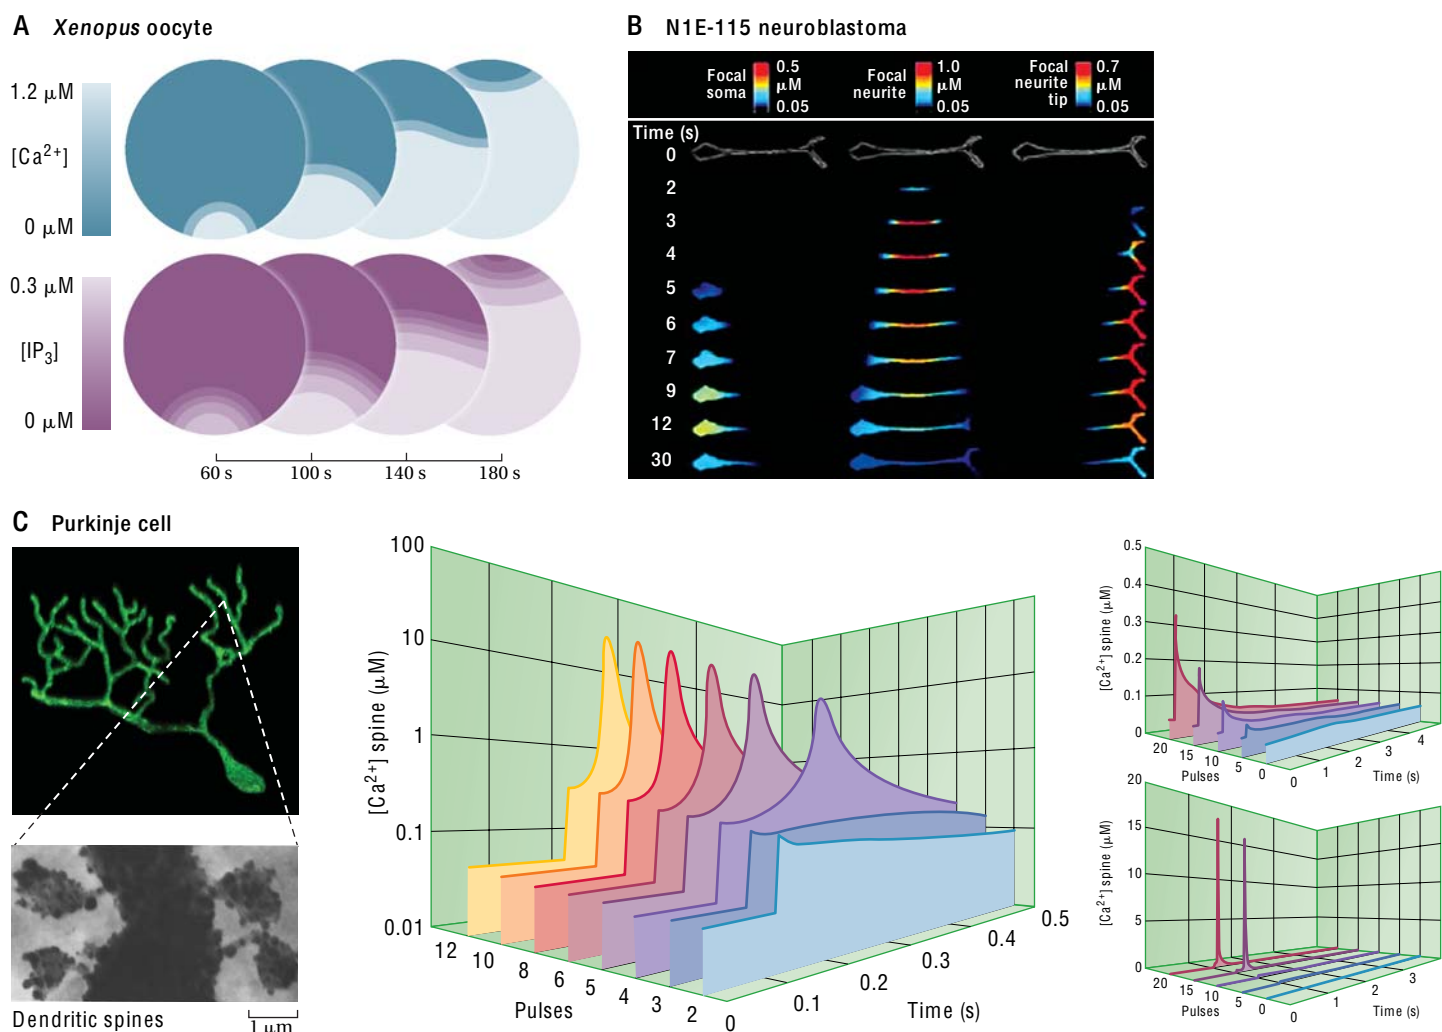 A Xenopus oocyte
1.2 μM
[Ca2+]
0 μM
0.3 μM
[IP3]
0 μM
60 s 100 s 140 s 180 s
B N1E-115 neuroblastoma
Focal soma 0.5 μM 0.05
Focal neurite 1.0 μM 0.05
Focal neurite tip 0.7 μM 0.05
Time (s)
0
2
3
4
5
6
7
9
12
30
C Purkinje cell
Dendritic spines
1 μm
[Ca2+] spine (μM)
100
10
1
0.1
0.01
12 10 8 6 5 4 3 2
Pulses
0 0.1 0.2 0.3 0.4 0.5
Time (s)
[Ca2+] spine (μM)
0.5
0.4
0.3
0.2
0.1
0
20 15 10 5 0
Pulses
0 1 2 3 4
Time (s)
[Ca2+] spine (μM)
20
15
10
5
0
20 15 10 5 0
Pulses
0 1 2 3
Time (s)